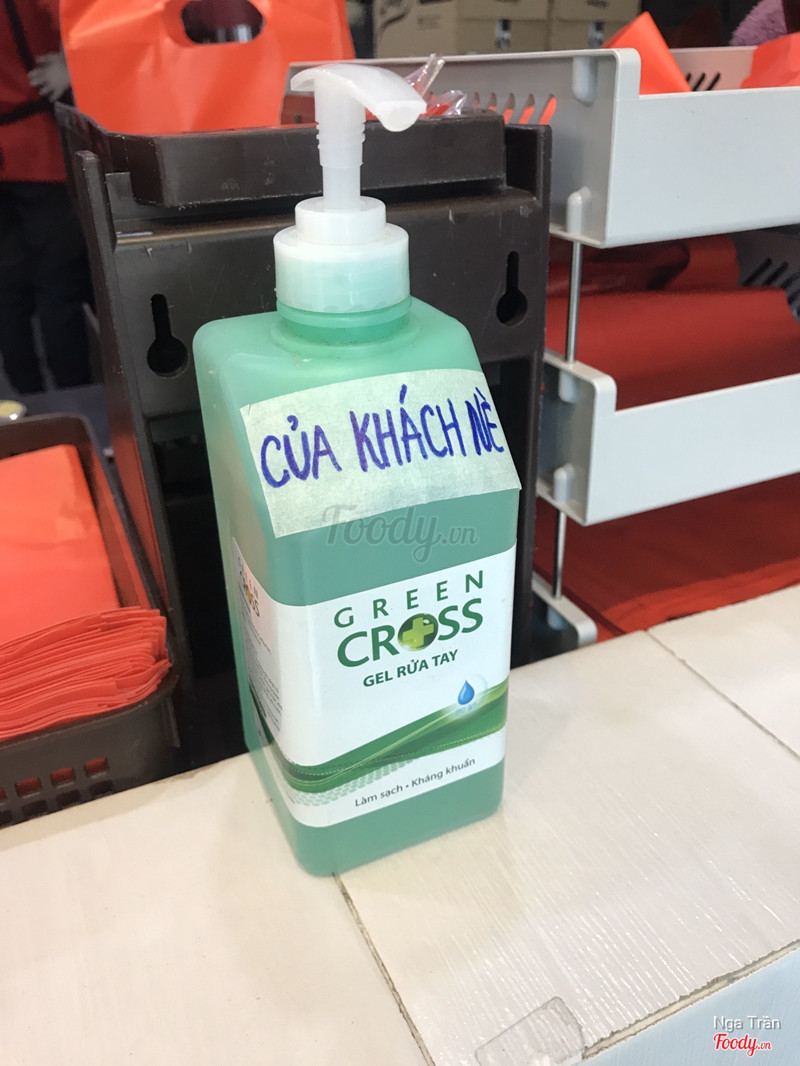 CỦA KHÁCH NÈ
Foody.vn
GREEN
CROSS
GEL RỬA TAY
Làm sạch • Kháng khuẩn
Nga Trần
Foody.vn